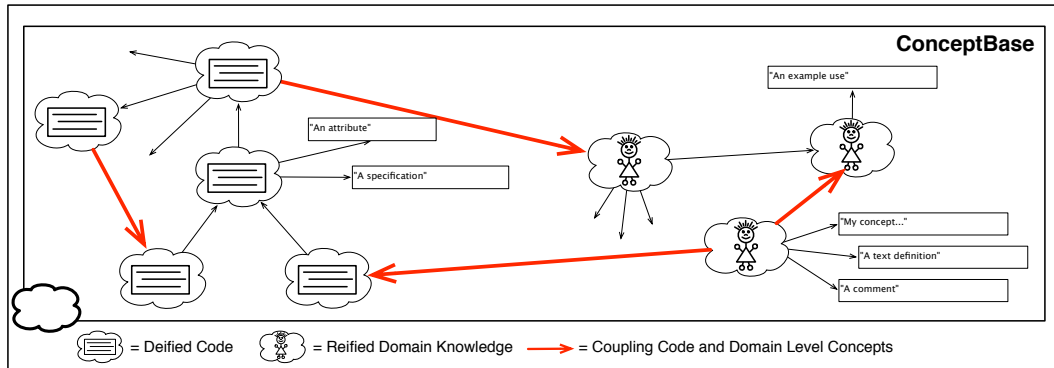 ConceptBase
"An example use"
"An attribute"
"A specification"
"My concept..."
"A text definition"
"A comment"
= Deified Code
= Reified Domain Knowledge
= Coupling Code and Domain Level Concepts